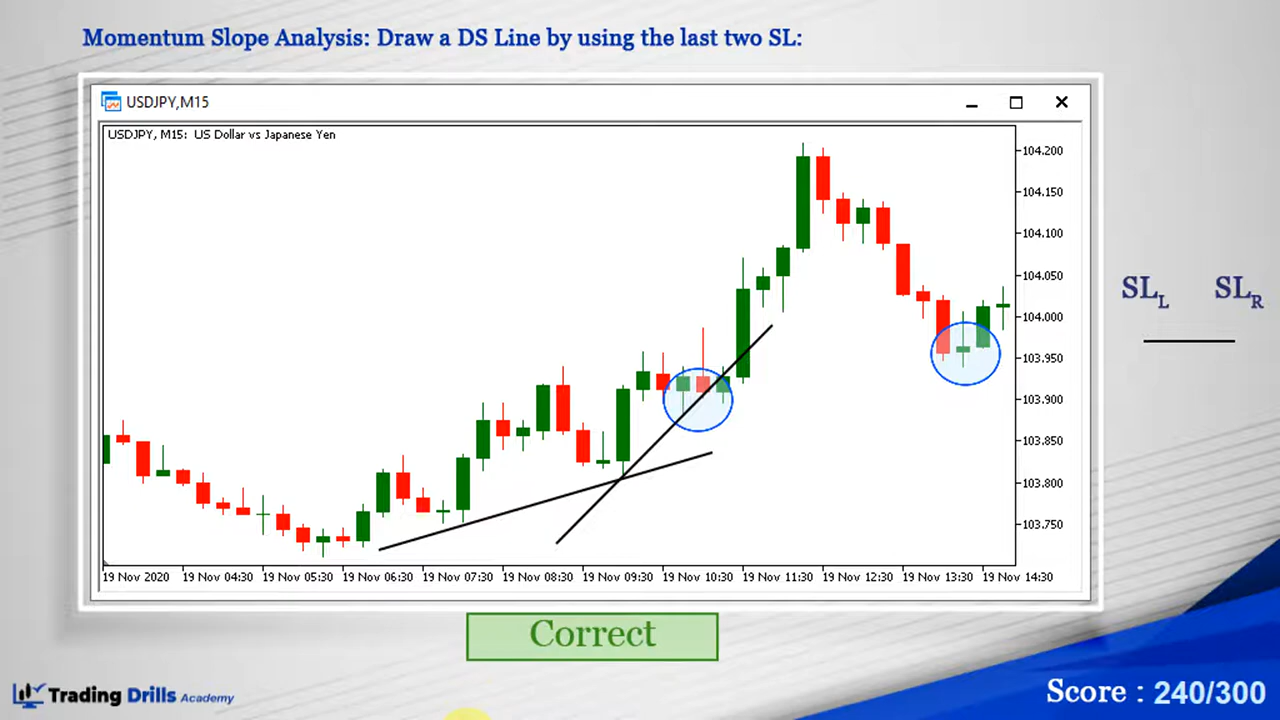 Momentum Slope Analysis: Draw a DS Line by using the last two SL:
USDJPY,M15
USDJPY, M15: US Dollar vs Japanese Yen
104.200
104.150
104.100
104.050
104.000
103.950
103.900
103.850
103.800
103.750
19 Nov 2020 19 Nov 04:30 19 Nov 05:30 19 Nov 06:30 19 Nov 07:30 19 Nov 08:30 19 Nov 09:30 19 Nov 10:30 19 Nov 11:30 19 Nov 12:30 19 Nov 13:30 19 Nov 14:30
SLL SLR
Correct
Trading Drills Academy
Score : 240/300